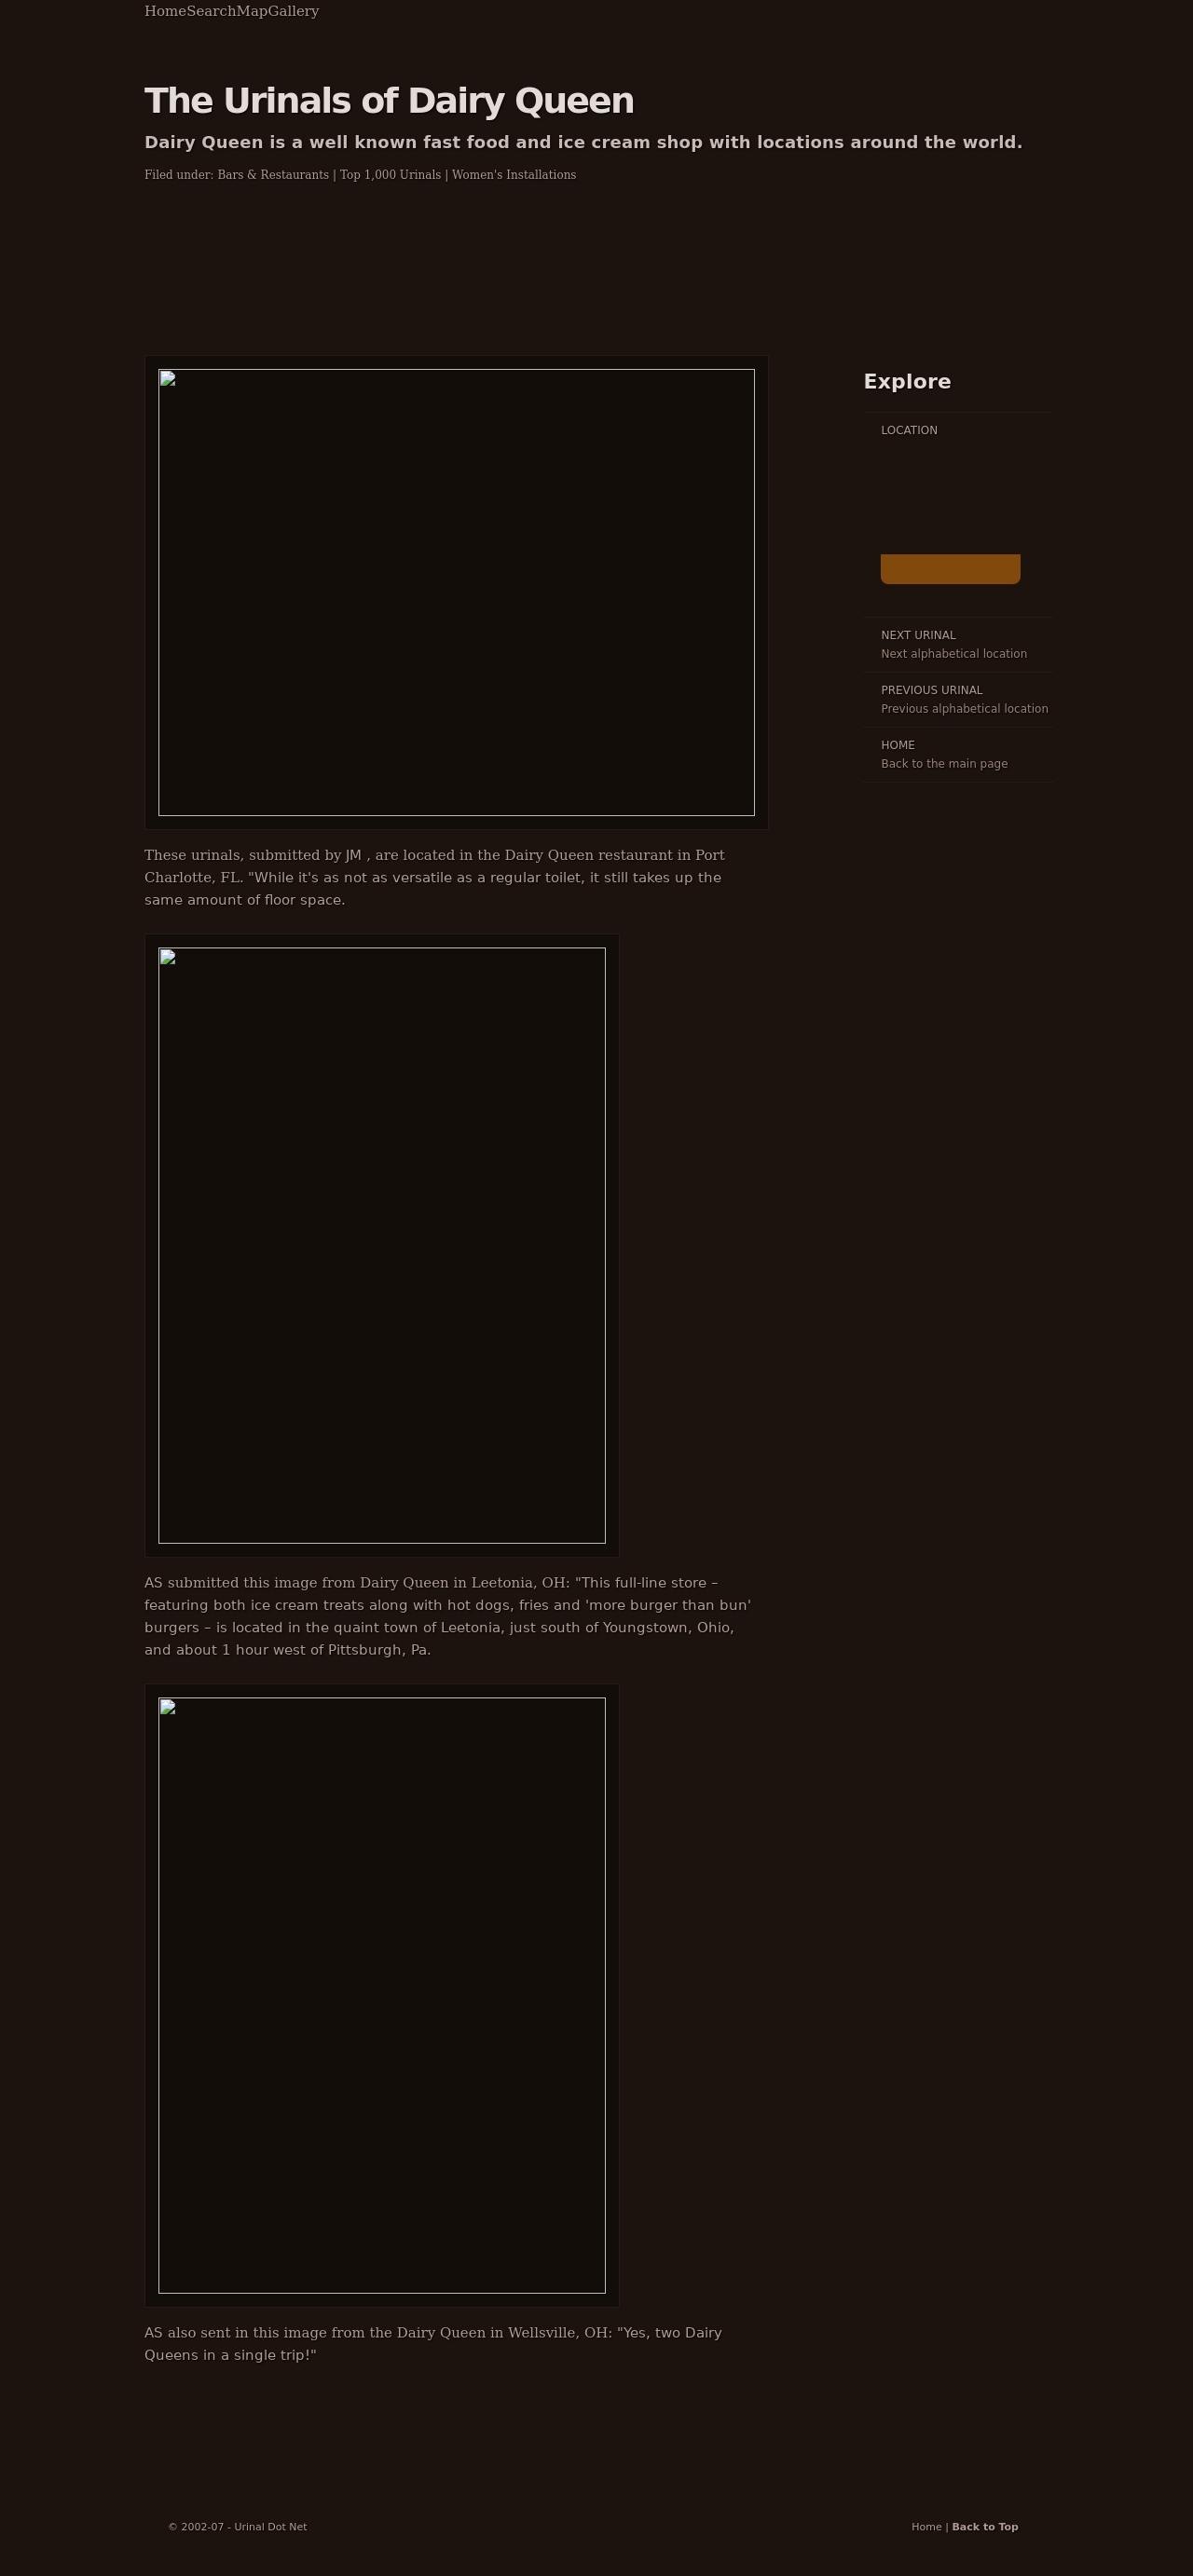 HomeSearchMapGallery
The Urinals of Dairy Queen
Dairy Queen is a well known fast food and ice cream shop with locations around the world.
Filed under: Bars & Restaurants | Top 1,000 Urinals | Women's Installations
These urinals, submitted by JM , are located in the Dairy Queen restaurant in Port
Charlotte, FL. "While it's as not as versatile as a regular toilet, it still takes up the
same amount of floor space.
AS submitted this image from Dairy Queen in Leetonia, OH: "This full-line store –
featuring both ice cream treats along with hot dogs, fries and 'more burger than bun'
burgers – is located in the quaint town of Leetonia, just south of Youngstown, Ohio,
and about 1 hour west of Pittsburgh, Pa.
AS also sent in this image from the Dairy Queen in Wellsville, OH: "Yes, two Dairy
Queens in a single trip!"
Explore
LOCATION
NEXT URINAL
Next alphabetical location
PREVIOUS URINAL
Previous alphabetical location
HOME
Back to the main page
© 2002-07 - Urinal Dot Net
Home | Back to Top